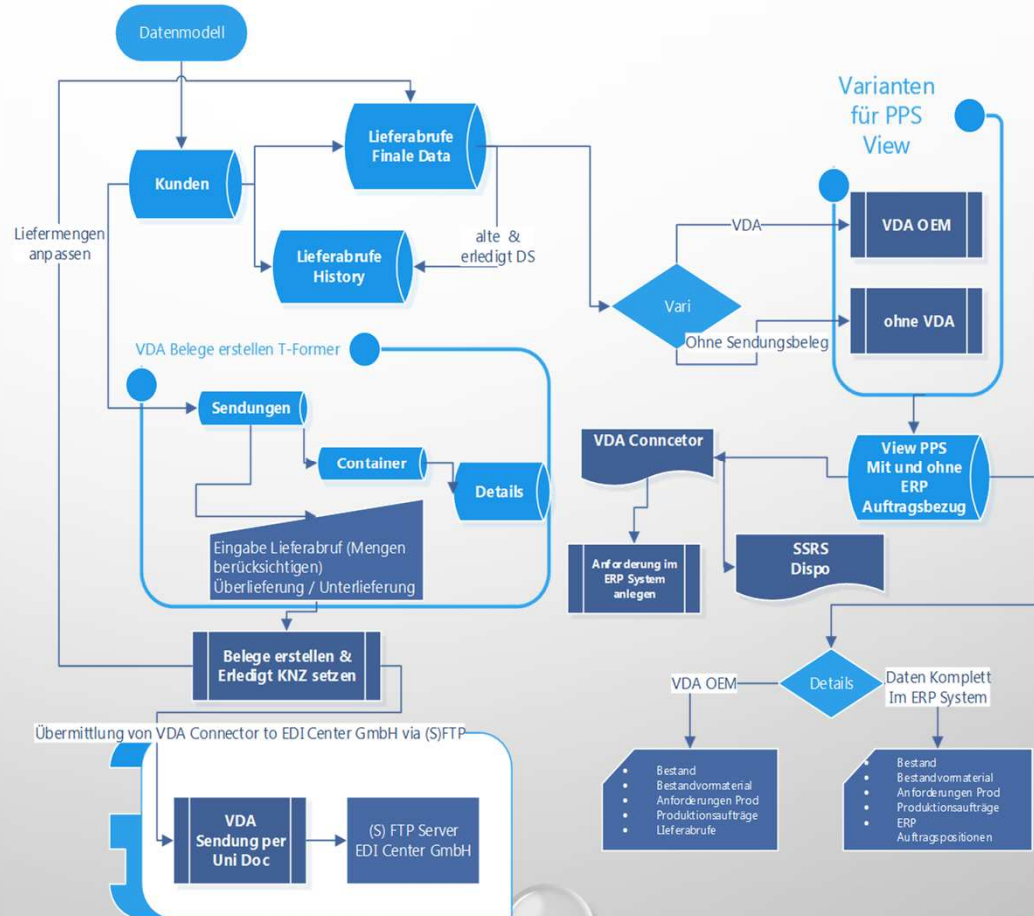 Datenmodell
Kunden
Lieferabrufe
Finale Data
Lieferabrufe
History
alte &
erledigt DS
Liefermengen
anpassen
Varianten
für PPS
View
VDA
VDA OEM
Vari
Ohne Sendungsbeleg
ohne VDA
VDA Belege erstellen T-Former
Sendungen
Container
Details
Eingabe Lieferabruf (Mengen
berücksichtigen)
Überlieferung / Unterlieferung
Belege erstellen &
Erledigt KNZ setzen
VDA Conncetor
View PPS
Mit und ohne
ERP
Auftragsbezug
Anforderung im
ERP System
anlegen
SSRS
Dispo
VDA OEM
Details
Daten Komplett
Im ERP System
Übermittlung von VDA Connector to EDI Center GmbH via (S)FTP
VDA
Sendung per
Uni Doc
(S) FTP Server
EDI Center GmbH
• Bestand
• Bestandvormaterial
• Anforderungen Prod
• Produktionsaufträge
• LIeferabrufe
• Bestand
• Bestandvormaterial
• Anforderungen Prod
• Produktionsaufträge
• ERP
Auftragspositionen